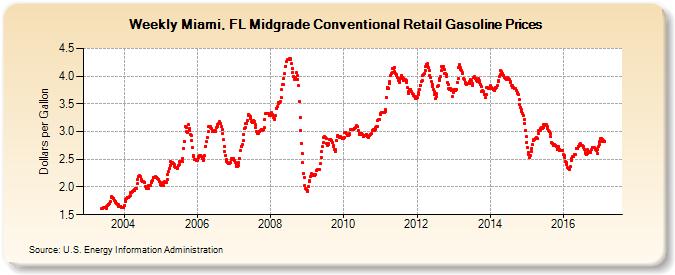 Weekly Miami, FL Midgrade Conventional Retail Gasoline Prices
Dollars per Gallon
4.5
4.0
3.5
3.0
2.5
2.0
1.5
2004 2006 2008 2010 2012 2014 2016
Source: U.S. Energy Information Administration